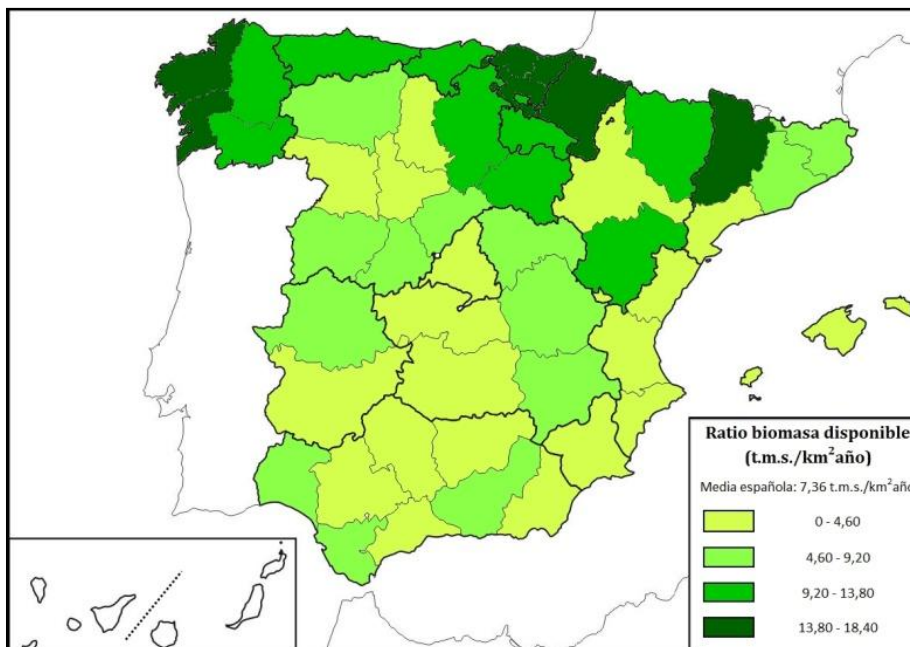 Ratio biomasa disponible
(t.m.s./km²año)
Media española: 7,36 t.m.s./km²año
0 - 4,60
4,60 - 9,20
9,20 - 13,80
13,80 - 18,40